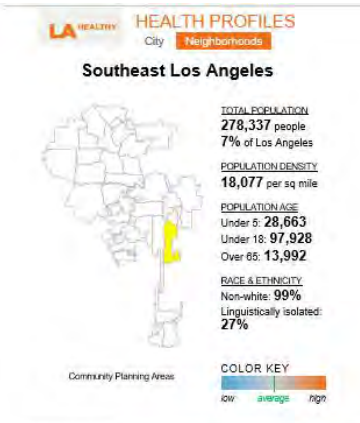 LA HEALTHY
HEALTH PROFILES
City Neighborhoods
Southeast Los Angeles
TOTAL POPULATION
278,337 people
7% of Los Angeles
POPULATION DENSITY
18,077 per sq mile
POPULATION AGE
Under 5: 28,663
Under 18: 97,928
Over 65: 13,992
RACE & ETHNICITY
Non-white: 99%
Linguistically isolated:
27%
Community Planning Areas
COLOR KEY
low average high